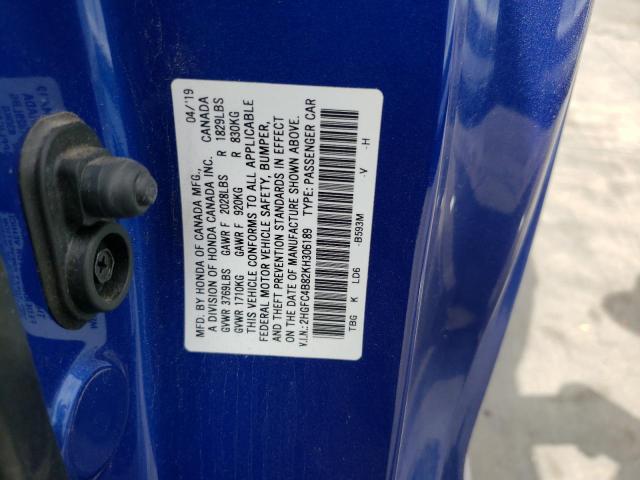 MFD. BY HONDA OF CANADA MFG., 04/'19
A DIVISION OF HONDA CANADA INC. CANADA
GVWR 3769LBS GAWR F 2028LBS R 1829LBS
GVWR 1710KG GAWR F 920KG R 830KG
THIS VEHICLE CONFORMS TO ALL APPLICABLE
FEDERAL MOTOR VEHICLE SAFETY, BUMPER,
AND THEFT PREVENTION STANDARDS IN EFFECT
ON THE DATE OF MANUFACTURE SHOWN ABOVE.
V.I.N.:2HGFC4B82KH306189 TYPE:PASSENGER CAR
-B593M -V -H
TBG K LD6